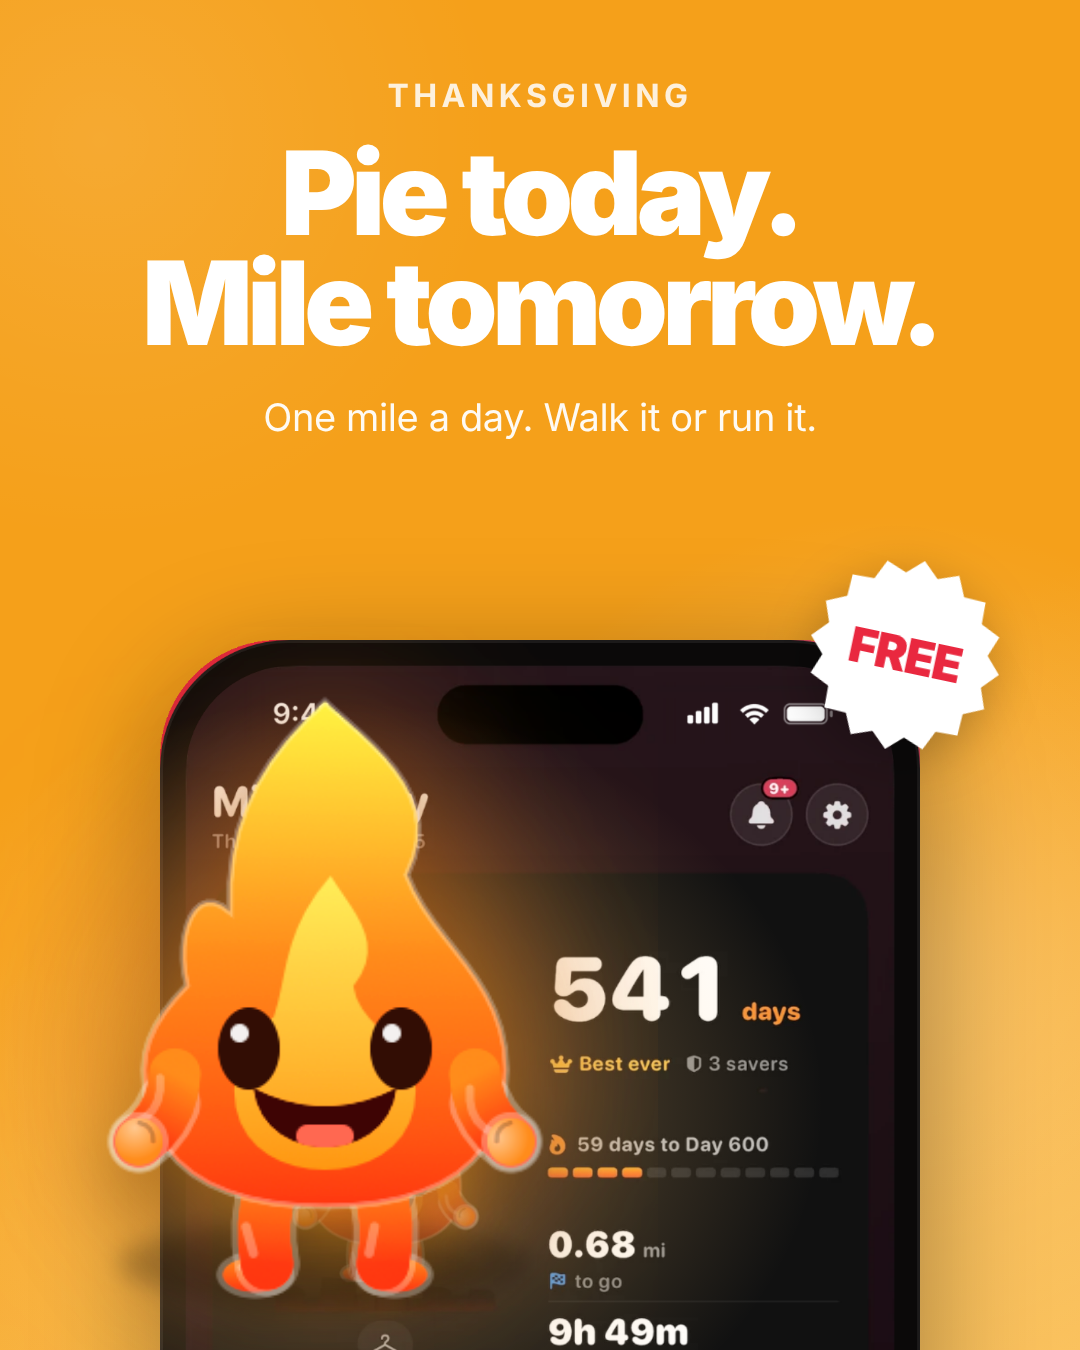 THANKSGIVING
Pie today.
Mile tomorrow.
One mile a day. Walk it or run it.
FREE
9+
541 days
Best ever 3 savers
59 days to Day 600
0.68 mi
to go
9h 49m